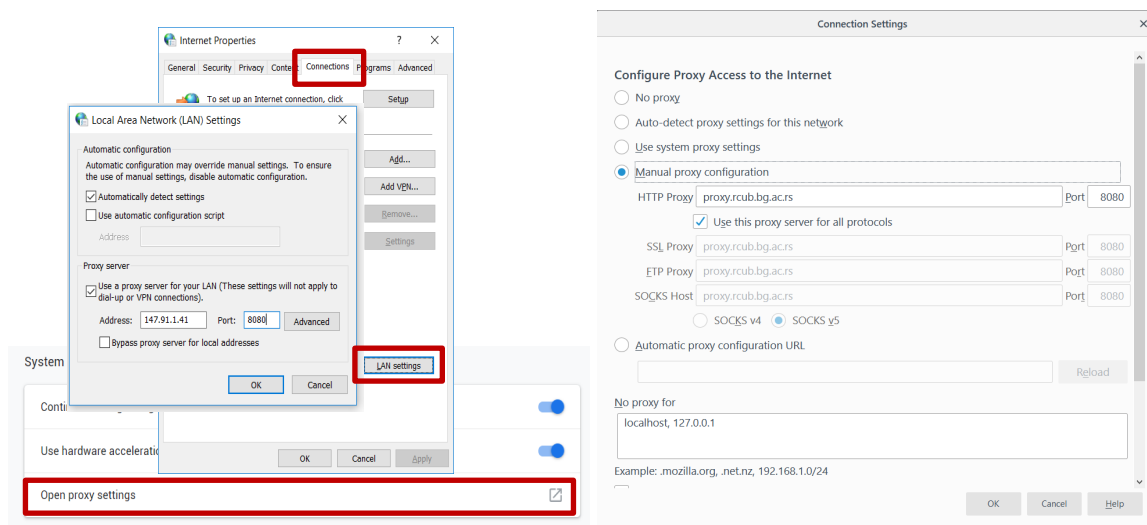 Internet Properties
General Security Privacy Connections Programs Advanced
To set up an Internet connection, click
Setup
Add...
Add VPN...
Remove...
Settings
LAN settings
OK Cancel Apply
Local Area Network (LAN) Settings
Automatic configuration
Automatic configuration may override manual settings. To ensure
the use of manual settings, disable automatic configuration.
Automatically detect settings
Use automatic configuration script
Address
Proxy server
Use a proxy server for your LAN (These settings will not apply to
dial-up or VPN connections).
Address: 147.91.1.41 Port: 8080 Advanced
Bypass proxy server for local addresses
OK Cancel
System
Use hardware
Open proxy settings
Connection Settings
Configure Proxy Access to the Internet
No proxy
Auto-detect proxy settings for this network
Use system proxy settings
Manual proxy configuration
HTTP Proxy proxy.rcub.bg.ac.rs Port 8080
Use this proxy server for all protocols
SSL Proxy proxy.rcub.bg.ac.rs Port 8080
FTP Proxy proxy.rcub.bg.ac.rs Port 8080
SOCKS Host proxy.rcub.bg.ac.rs Port 8080
SOCKS v4 SOCKS v5
Automatic proxy configuration URL
Reload
No proxy for
localhost, 127.0.0.1
Example: .mozilla.org, .net.nz, 192.168.1.0/24
OK Cancel Help